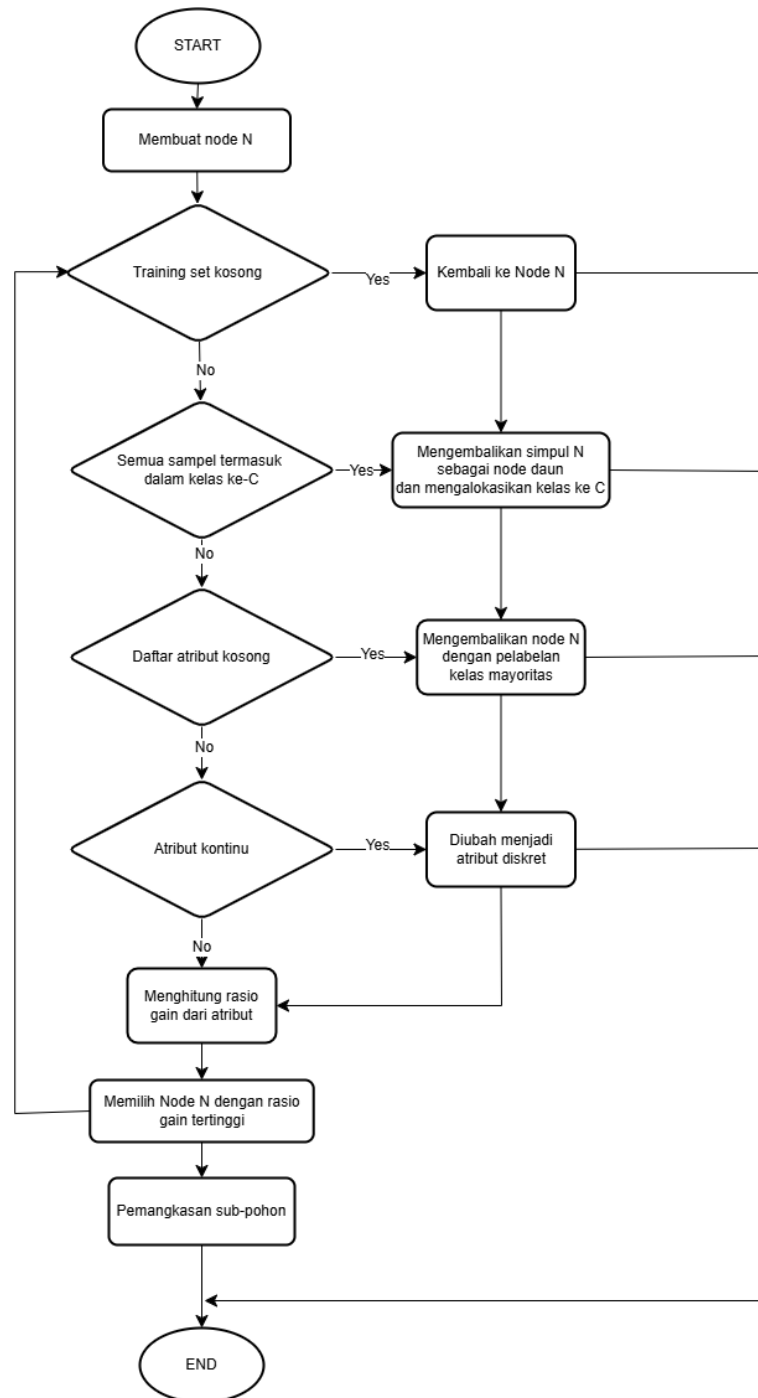 START
Membuat node N
Training set kosong
Yes
Kembali ke Node N
No
Semua sampel termasuk
dalam kelas ke-C
Yes
Mengembalikan simpul N
sebagai node daun
dan mengalokasikan kelas ke C
No
Daftar atribut kosong
Yes
Mengembalikan node N
dengan pelabelan
kelas mayoritas
No
Atribut kontinu
Yes
Diubah menjadi
atribut diskret
No
Menghitung rasio
gain dari atribut
Memilih Node N dengan rasio
gain tertinggi
Pemangkasan sub-pohon
END